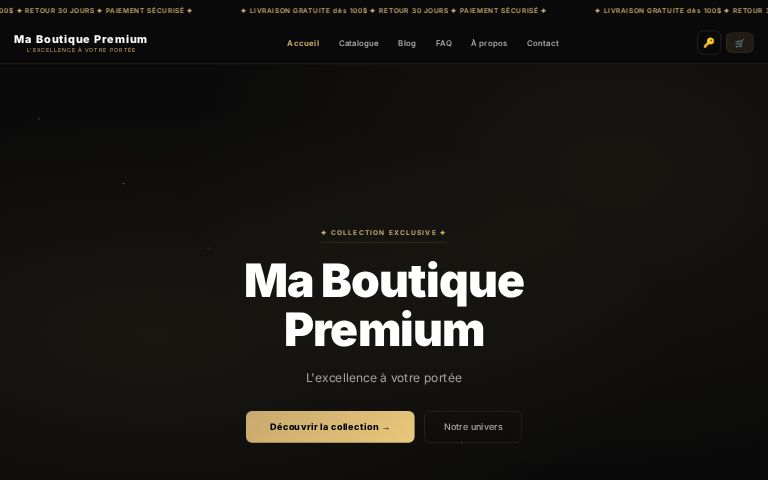 00$ ✦ RETOUR 30 JOURS ✦ PAIEMENT SÉCURISÉ ✦ ✦ LIVRAISON GRATUITE dès 100$ ✦ RETOUR 30 JOURS ✦ PAIEMENT SÉCURISÉ ✦ ✦ LIVRAISON GRATUITE dès 100$ ✦ RETOUR 3
Ma Boutique Premium
L'EXCELLENCE À VOTRE PORTÉE
Accueil Catalogue Blog FAQ À propos Contact
✦ COLLECTION EXCLUSIVE ✦
Ma Boutique
Premium
L'excellence à votre portée
Découvrir la collection →
Notre univers